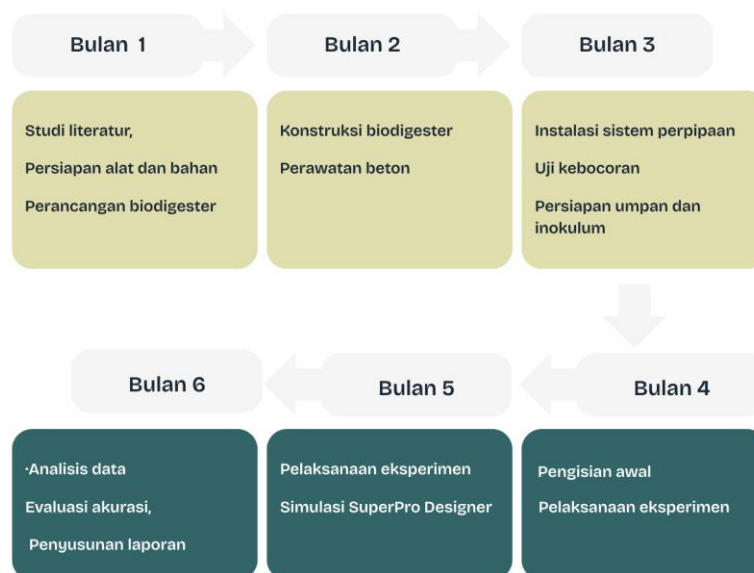 Bulan 1
Bulan 2
Bulan 3
Studi literatur,
Persiapan alat dan bahan
Perancangan biodigester
Konstruksi biodigester
Perawatan beton
Instalasi sistem perpipaan
Uji kebocoran
Persiapan umpan dan
inokulum
Bulan 4
Bulan 5
Bulan 6
Pengisian awal
Pelaksanaan eksperimen
Pelaksanaan eksperimen
Simulasi SuperPro Designer
·Analisis data
Evaluasi akurasi,
Penyusunan laporan